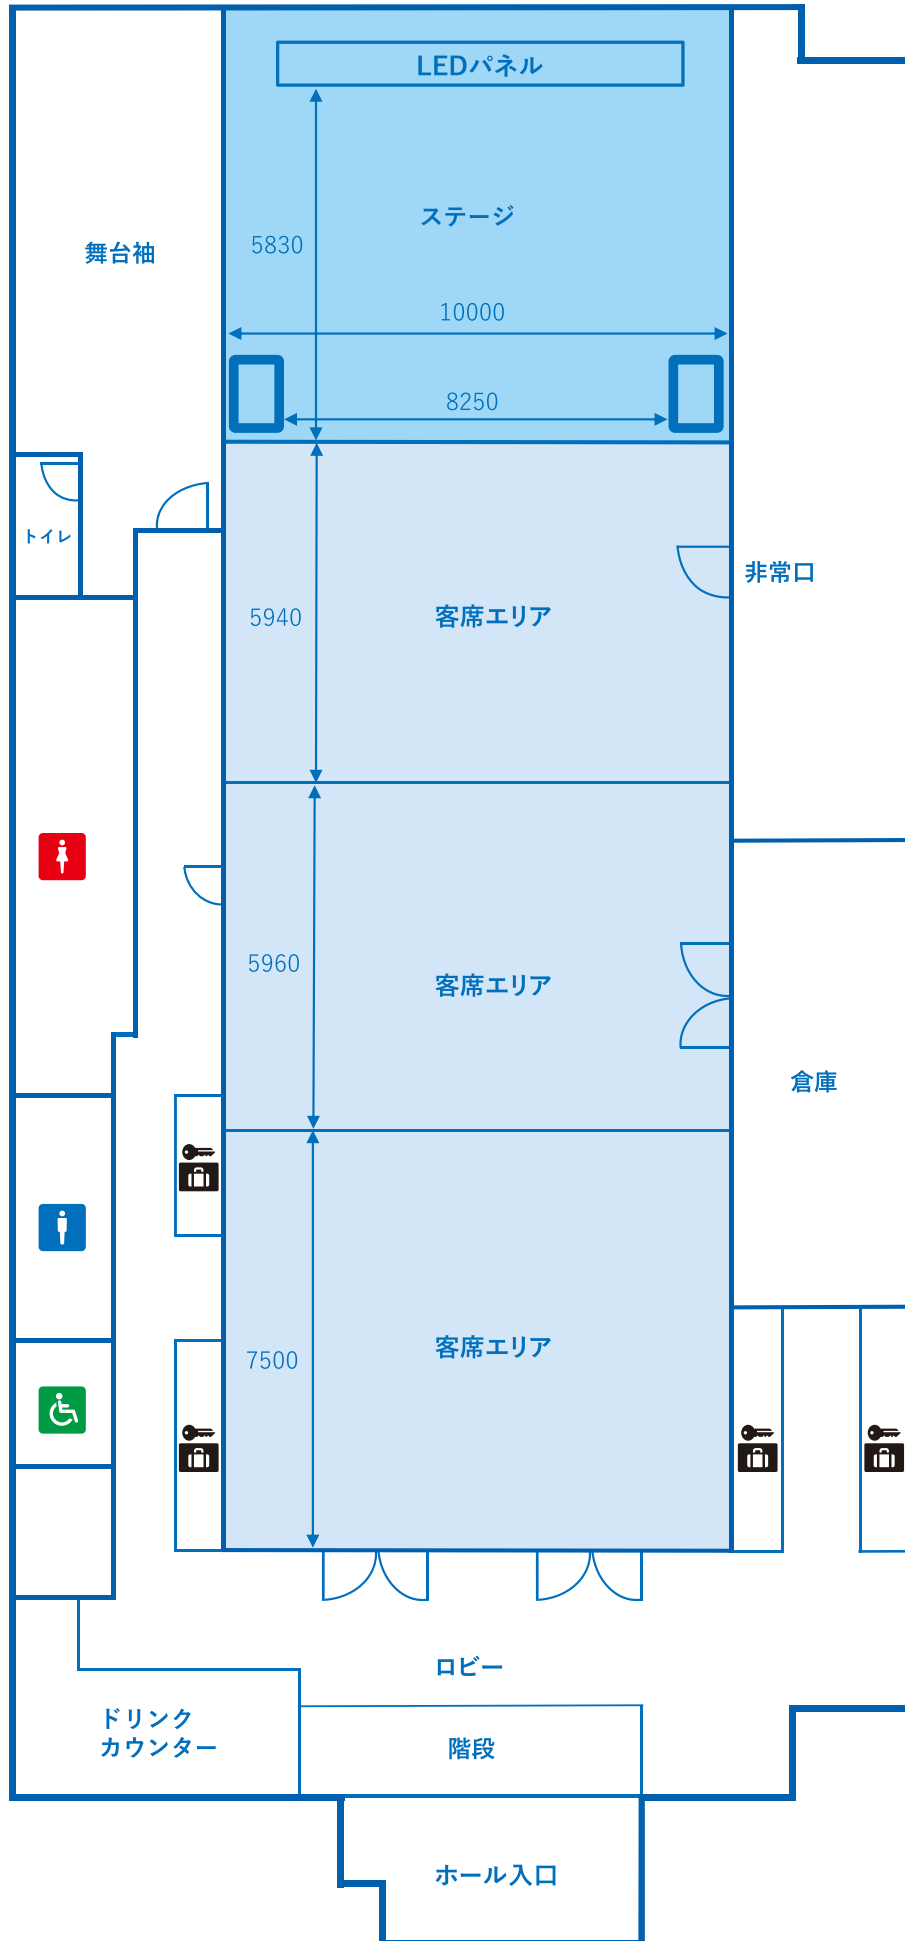 LEDパネル
ステージ
舞台袖
5830
10000
8250
トイレ
非常口
5940
客席エリア
5960
客席エリア
倉庫
7500
客席エリア
ロビー
ドリンク
カウンター
階段
ホール入口